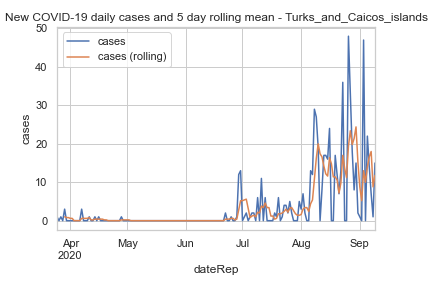 New COVID-19 daily cases and 5 day rolling mean - Turks_and_Caicos_islands
50
40
30
20
10
0
cases
cases
cases (rolling)
Apr
2020
May
Jun
Jul
Aug
Sep
dateRep